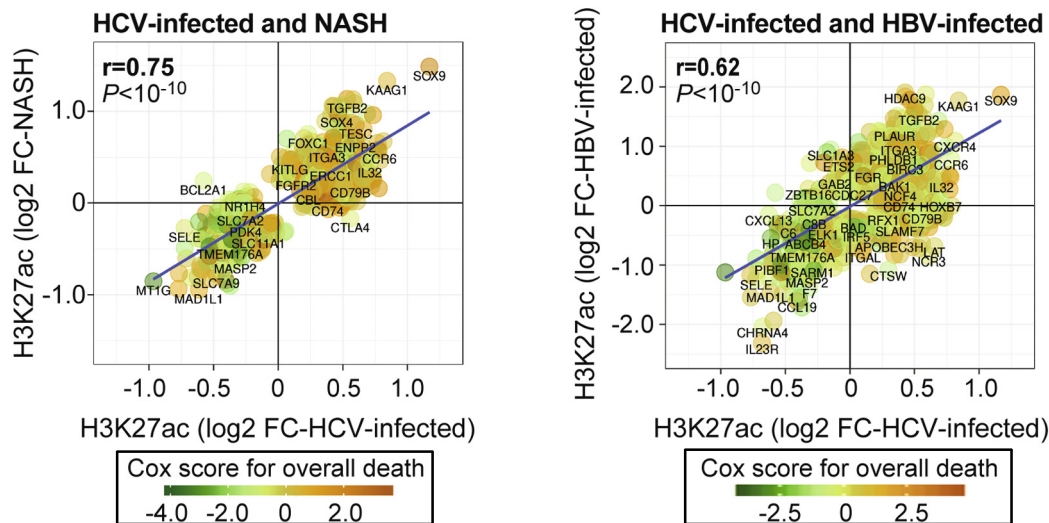 HCV-infected and NASH
r=0.75
P<10-10
SOX9
KAAG1
TGFB2
SOX4
TESC
FOXC1
ENPP2
ITGA3
CCR6
KITLG
ERCC1
IL32
FGFR2
CD79B
CBL
CD74
CTLA4
BCL2A1
NR1H4
SLC7A2
PDK4
SELE
SLC11A1
TMEM176A
MASP2
SLC7A9
MT1G
MAD1L1
1.0
0
-1.0
-1.0
-0.5
0
0.5
1.0
H3K27ac (log2 FC-NASH)
H3K27ac (log2 FC-HCV-infected)
Cox score for overall death
-4.0 -2.0 0 2.0
HCV-infected and HBV-infected
r=0.62
P<10-10
HDAC9
KAAG1
SOX9
TGFB2
PLAUR
ITGA3
CXCR4
SLC1A3
PHLDB1
ETS2
BIRC3
CCR6
FGR
GAB2
BAK1
IL32
ZBTB16
CDC27
NCF4
CD74
HOXB7
SLC7A2
CXCL13
RFX1
CD79B
C8B
BAD
C6
ELK1
IRF5
SLAMF7
HP
ABCB4
APOBEC3H
LAT
TMEM176A
ITGAL
NCR3
PIBF1
SARM1
CTSW
SELE
MASP2
MAD1L1
F7
CCL19
CHRNA4
IL23R
2.0
1.0
0
-1.0
-2.0
-1.0
-0.5
0
0.5
1.0
H3K27ac (log2 FC-HBV-infected)
H3K27ac (log2 FC-HCV-infected)
Cox score for overall death
-2.5 0 2.5